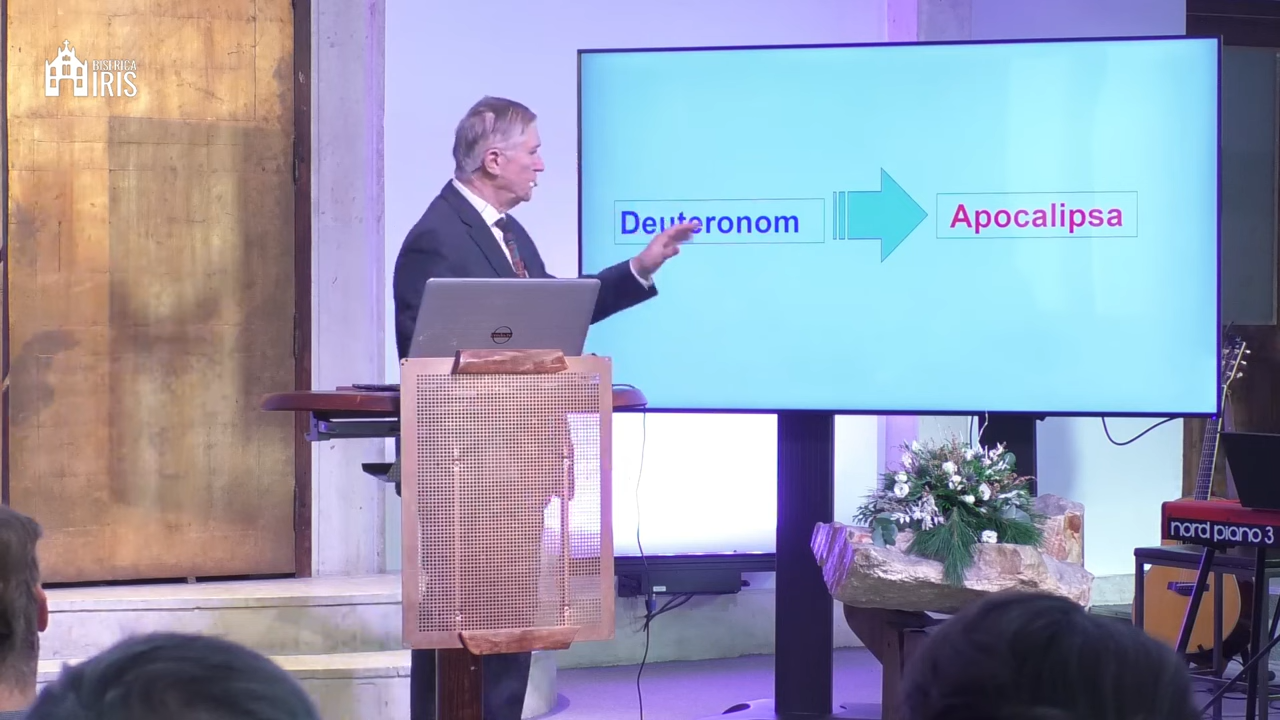 BISERICA
IRIS
Deuteronom
Apocalipsa
nord piano 3